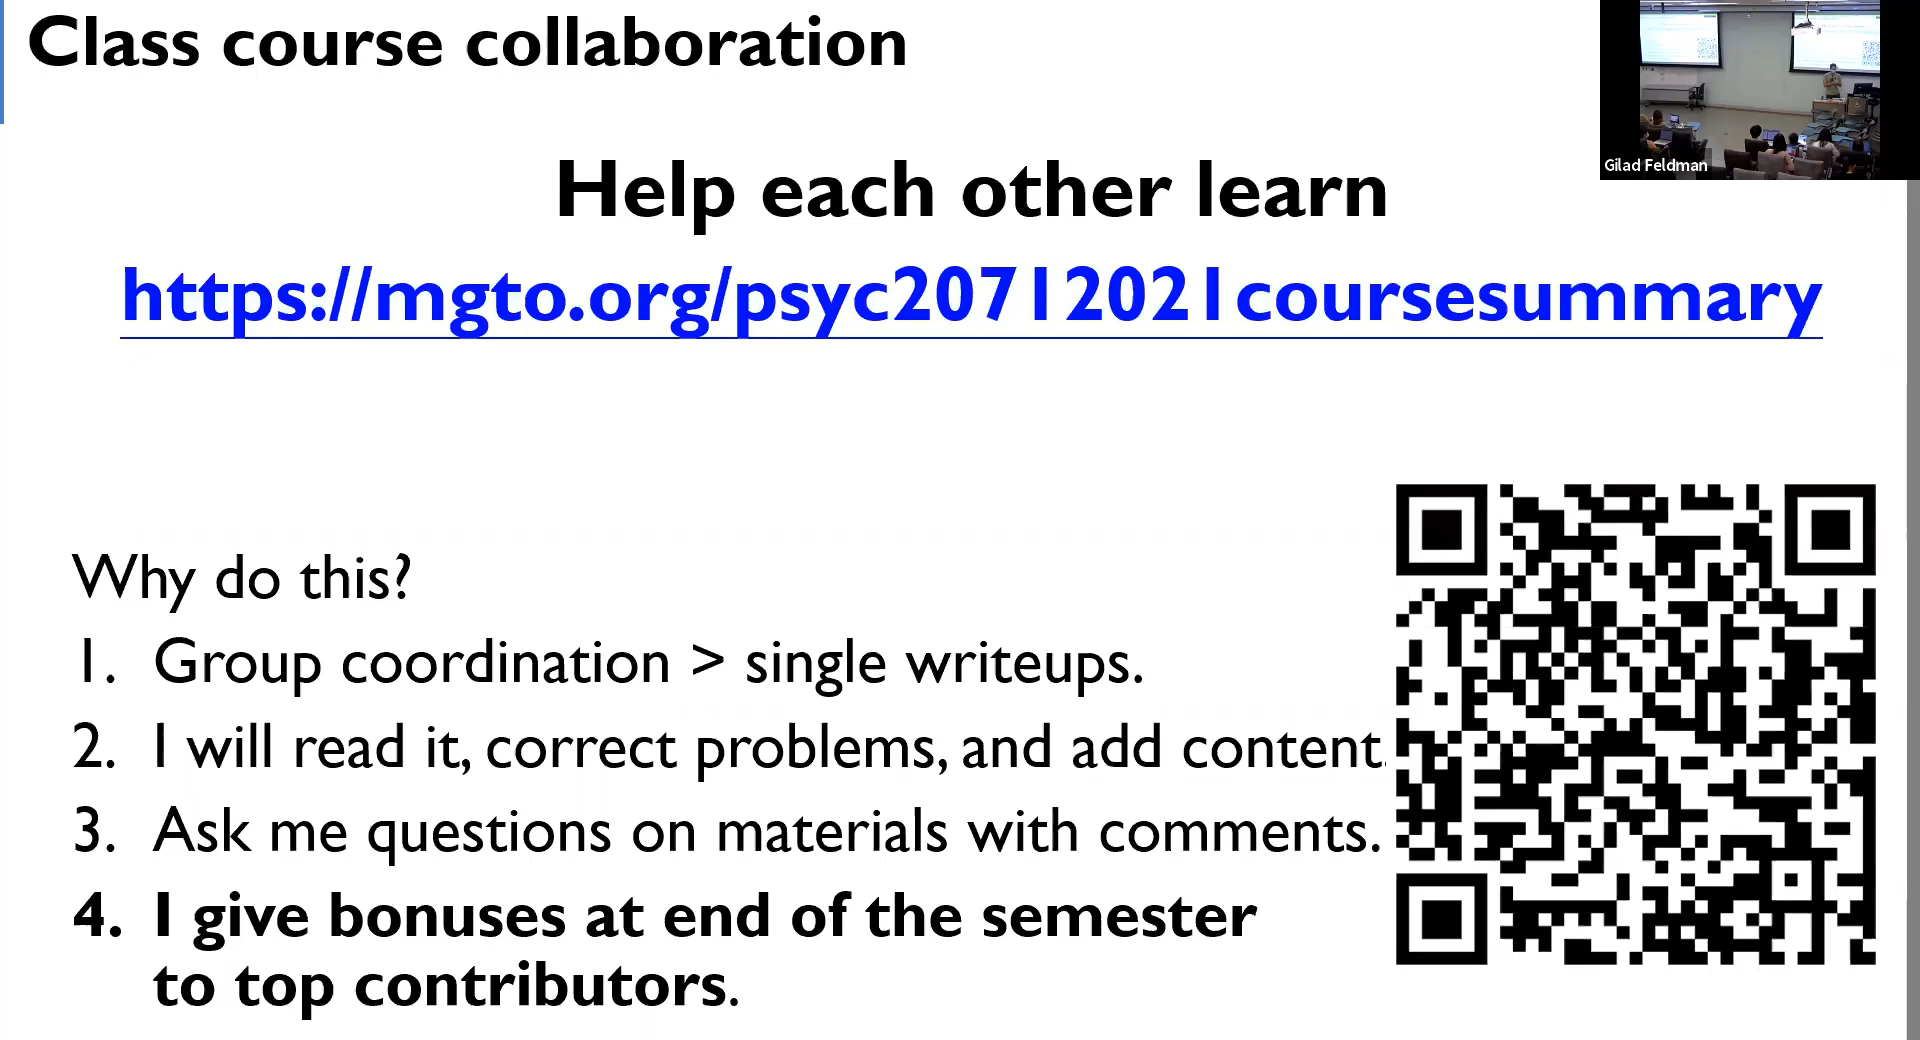 Class course collaboration
Gilad Feldman
Help each other learn
https://mgto.org/psyc20712021coursesummary
Why do this?
1. Group coordination > single writeups.
2. I will read it, correct problems, and add content.
3. Ask me questions on materials with comments.
4. I give bonuses at end of the semester
to top contributors.